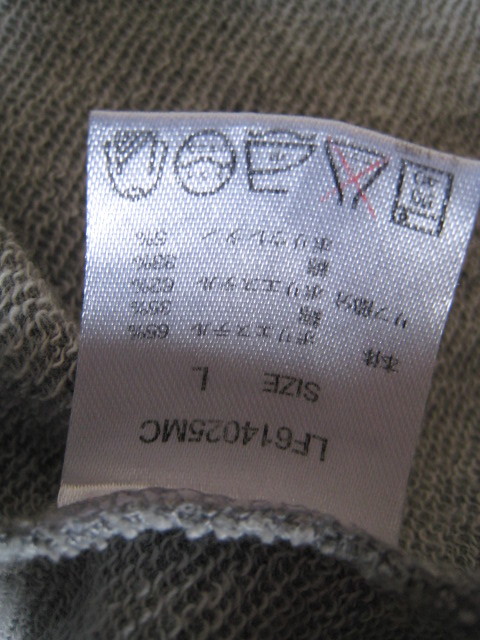 LF614025MC
SIZE L
本体 ポリエステル 65%
綿 35%
リブ部分 ポリエステル 62%
綿 33%
ポリウレタン 5%